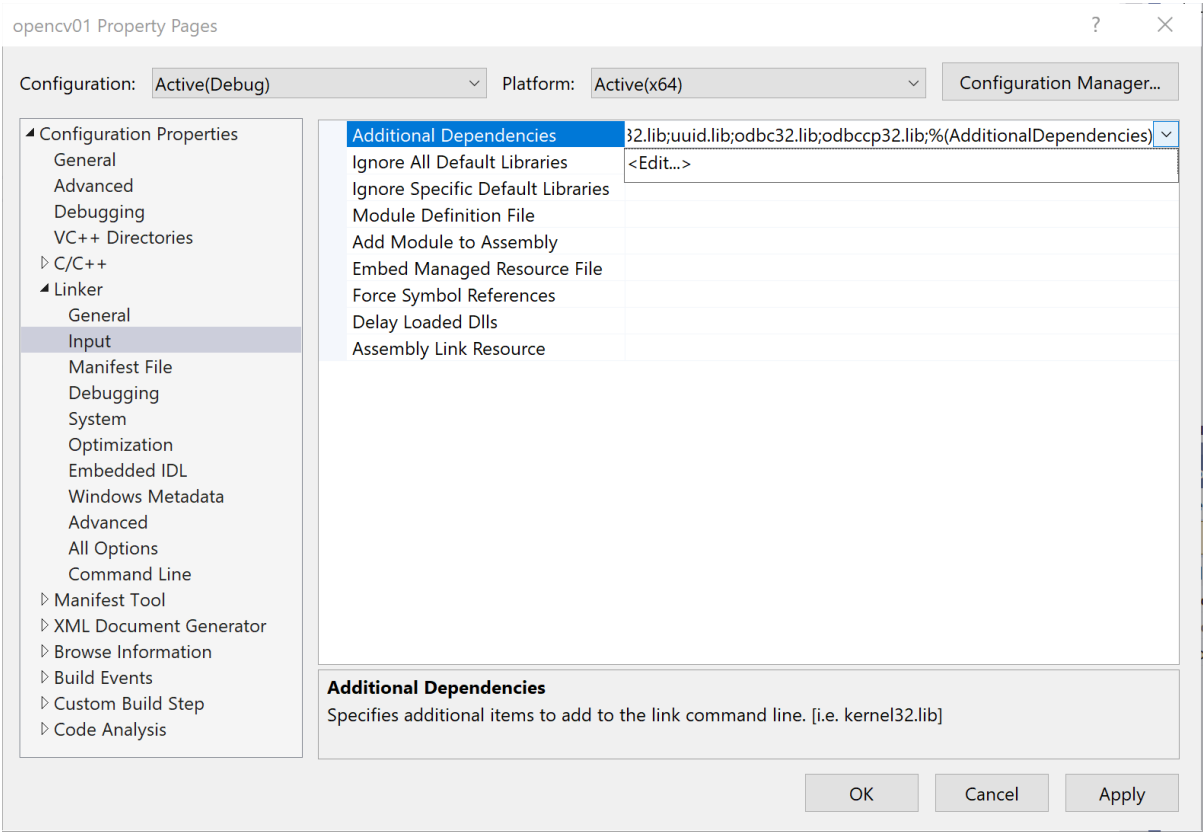 opencv01 Property Pages
?
Configuration: Active(Debug) Platform: Active(x64) Configuration Manager...
Configuration Properties
General
Advanced
Debugging
VC++ Directories
C/C++
Linker
General
Input
Manifest File
Debugging
System
Optimization
Embedded IDL
Windows Metadata
Advanced
All Options
Command Line
Manifest Tool
XML Document Generator
Browse Information
Build Events
Custom Build Step
Code Analysis
Additional Dependencies 32.lib;uuid.lib;odbc32.lib;odbccp32.lib;%(AdditionalDependencies)
<Edit...>
Ignore All Default Libraries
Ignore Specific Default Libraries
Module Definition File
Add Module to Assembly
Embed Managed Resource File
Force Symbol References
Delay Loaded Dlls
Assembly Link Resource
Additional Dependencies
Specifies additional items to add to the link command line. [i.e. kernel32.lib]
OK Cancel Apply